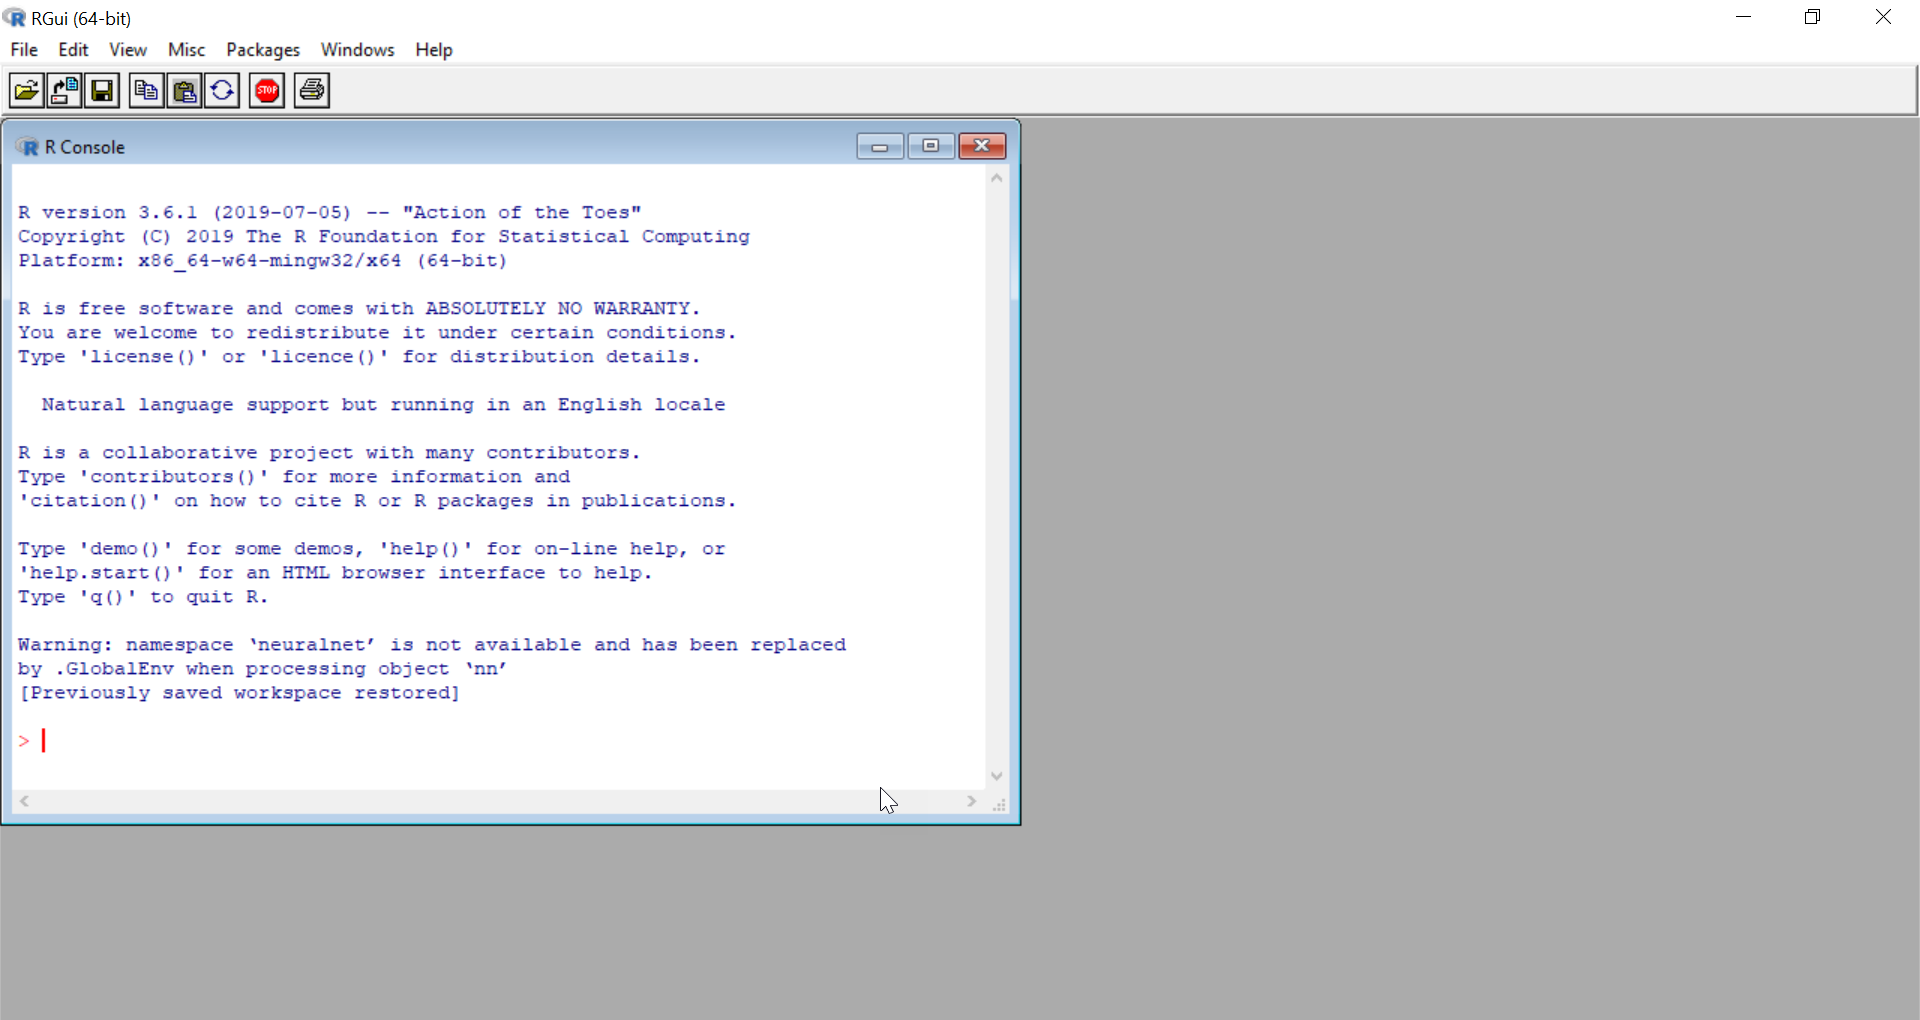 RGui (64-bit)
File Edit View Misc Packages Windows Help
STOP
R Console
R version 3.6.1 (2019-07-05) -- "Action of the Toes"
Copyright (C) 2019 The R Foundation for Statistical Computing
Platform: x86_64-w64-mingw32/x64 (64-bit)
R is free software and comes with ABSOLUTELY NO WARRANTY.
You are welcome to redistribute it under certain conditions.
Type 'license()' or 'licence()' for distribution details.
Natural language support but running in an English locale
R is a collaborative project with many contributors.
Type 'contributors()' for more information and
'citation()' on how to cite R or R packages in publications.
Type 'demo()' for some demos, 'help()' for on-line help, or
'help.start()' for an HTML browser interface to help.
Type 'q()' to quit R.
Warning: namespace ‘neuralnet’ is not available and has been replaced
by .GlobalEnv when processing object ‘nn’
[Previously saved workspace restored]
>